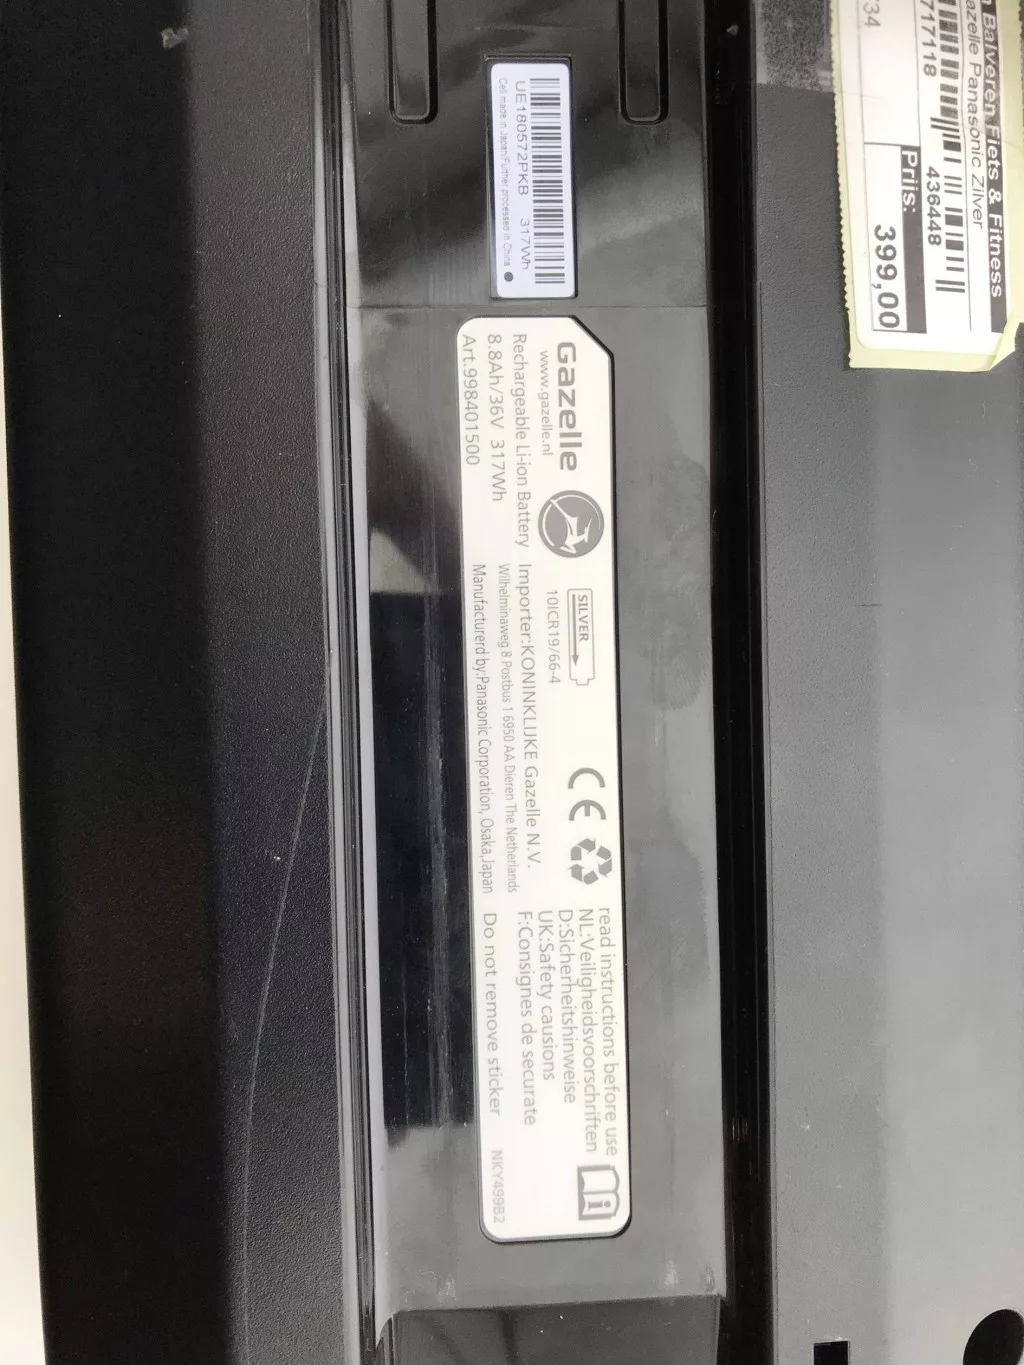 Balveren Fiets & Fitness
azelle Panasonic Zilver
717118
436448
734
Prijs:
399,00
UE180572PKB 317Wh
Cell made in Japan/Further processed in China
Gazelle
www.gazelle.nl
Rechargeable Li-ion Battery
8.8Ah/36V 317Wh
Art.998401500
SILVER
10ICR19/66-4
Importer:KONINKLIJKE Gazelle N.V.
Wilhelminaweg 8 Postbus 1 6950 AA Dieren The Netherlands
Manufacturerd by:Panasonic Corporation, Osaka,Japan
CE
read instructions before use
NL:Veiligheidsvoorschriften
D:Sicherheitshinweise
UK:Safety causions
F:Consignes de securate
Do not remove sticker
NKY499B2